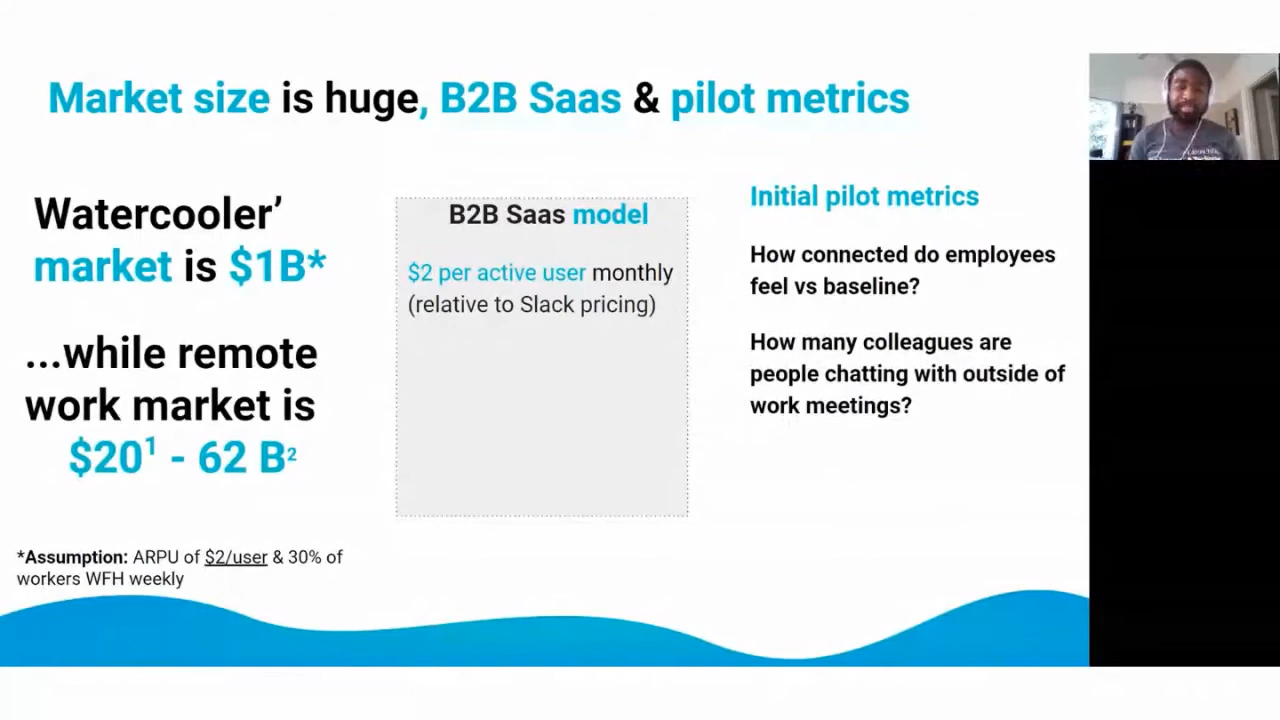 Market size is huge, B2B Saas & pilot metrics
Watercooler’
market is $1B*
...while remote
work market is
$20¹ - 62 B²
*Assumption: ARPU of $2/user & 30% of
workers WFH weekly
B2B Saas model
$2 per active user monthly
(relative to Slack pricing)
Initial pilot metrics
How connected do employees
feel vs baseline?
How many colleagues are
people chatting with outside of
work meetings?